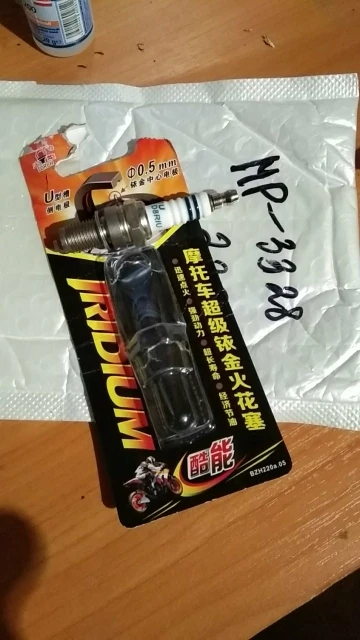 Φ0.5mm
铱金中心电极
U型槽
侧电极
MP-3328
IRIDIUM
摩托车超级铱金火花塞
●迅速点火●强劲动力●超长寿命●经济节油
酷能
BZH220a.05